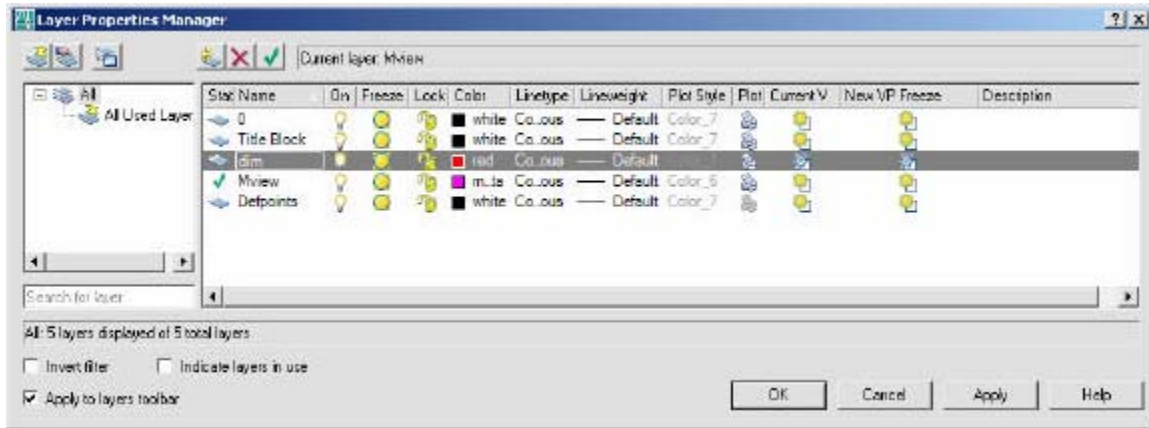 Layer Properties Manager
Current layer: Mview
All
All Used Layer
Stat Name On Freeze Lock Color Linetype Lineweight Plot Style Plot Current V New VP Freeze Description
0 white Co..ous Default Color_7
Title Block white Co..ous Default Color_7
dim red Co..ous Default
Mview m..ta Co..ous Default Color_6
Defpoints white Co..ous Default Color_7
Search for layer
All: 5 layers displayed of 5 total layers
Invert filter Indicate layers in use
Apply to layers toolbar
OK Cancel Apply Help